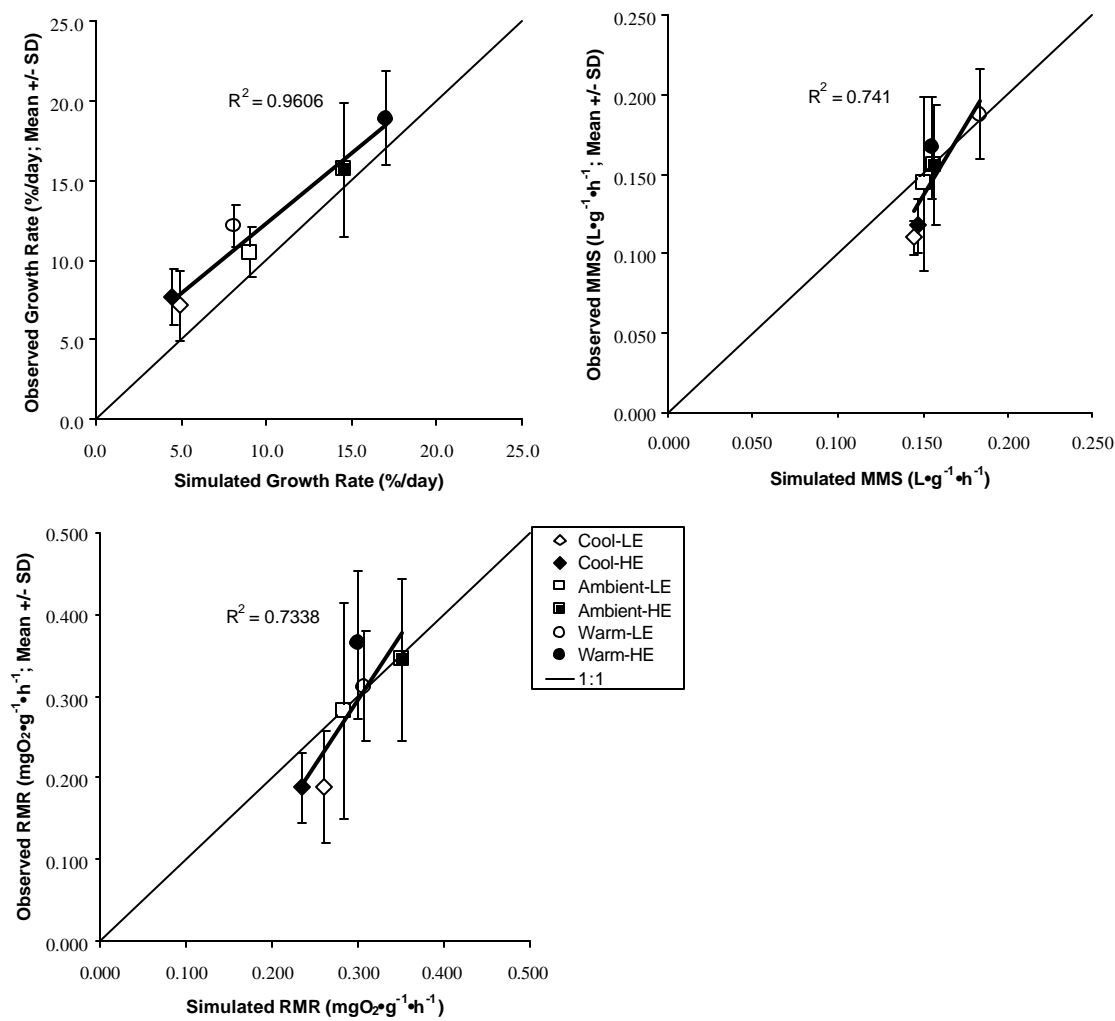 25.0
20.0
15.0
10.0
5.0
0.0
Observed Growth Rate (%/day; Mean +/- SD)
R² = 0.9606
0.0 5.0 10.0 15.0 20.0 25.0
Simulated Growth Rate (%/day)
0.250
0.200
0.150
0.100
0.050
0.000
Observed MMS (L•g⁻¹•h⁻¹; Mean +/- SD)
R² = 0.741
0.000 0.050 0.100 0.150 0.200 0.250
Simulated MMS (L•g⁻¹•h⁻¹)
0.500
0.400
0.300
0.200
0.100
0.000
Observed RMR (mgO₂•g⁻¹•h⁻¹; Mean +/- SD)
R² = 0.7338
0.000 0.100 0.200 0.300 0.400 0.500
Simulated RMR (mgO₂•g⁻¹•h⁻¹)
Cool-LE
Cool-HE
Ambient-LE
Ambient-HE
Warm-LE
Warm-HE
1:1